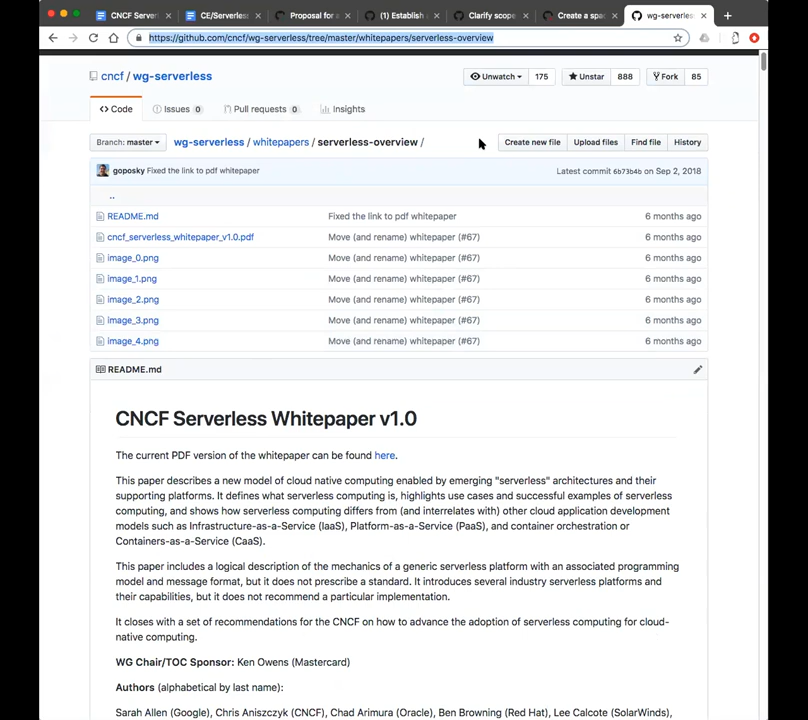 CNCF Server
CE/Serverless
Proposal for a
(1) Establish
Clarify scope
Create a spac
wg-serverless
https://github.com/cncf/wg-serverless/tree/master/whitepapers/serverless-overview
cncf / wg-serverless
Unwatch 175
Unstar 888
Fork 85
Code
Issues 0
Pull requests 0
Insights
Branch: master
wg-serverless / whitepapers / serverless-overview /
Create new file
Upload files
Find file
History
goposky Fixed the link to pdf whitepaper
Latest commit 6b73b4b on Sep 2, 2018
..
README.md Fixed the link to pdf whitepaper 6 months ago
cncf_serverless_whitepaper_v1.0.pdf Move (and rename) whitepaper (#67) 6 months ago
image_0.png Move (and rename) whitepaper (#67) 6 months ago
image_1.png Move (and rename) whitepaper (#67) 6 months ago
image_2.png Move (and rename) whitepaper (#67) 6 months ago
image_3.png Move (and rename) whitepaper (#67) 6 months ago
image_4.png Move (and rename) whitepaper (#67) 6 months ago
README.md
CNCF Serverless Whitepaper v1.0
The current PDF version of the whitepaper can be found here.
This paper describes a new model of cloud native computing enabled by emerging "serverless" architectures and their
supporting platforms. It defines what serverless computing is, highlights use cases and successful examples of serverless
computing, and shows how serverless computing differs from (and interrelates with) other cloud application development
models such as Infrastructure-as-a-Service (IaaS), Platform-as-a-Service (PaaS), and container orchestration or
Containers-as-a-Service (CaaS).
This paper includes a logical description of the mechanics of a generic serverless platform with an associated programming
model and message format, but it does not prescribe a standard. It introduces several industry serverless platforms and
their capabilities, but it does not recommend a particular implementation.
It closes with a set of recommendations for the CNCF on how to advance the adoption of serverless computing for cloud-
native computing.
WG Chair/TOC Sponsor: Ken Owens (Mastercard)
Authors (alphabetical by last name):
Sarah Allen (Google), Chris Aniszczyk (CNCF), Chad Arimura (Oracle), Ben Browning (Red Hat), Lee Calcote (SolarWinds),